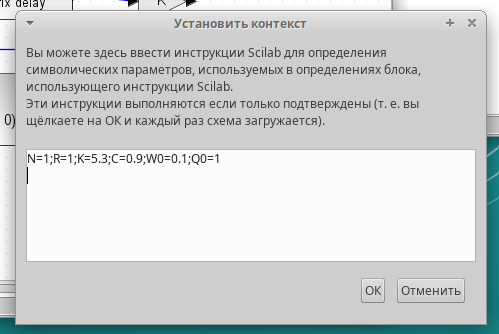 rix delay
K
0)
Установить контекст
Вы можете здесь ввести инструкции Scilab для определения
символических параметров, используемых в определениях блока,
использующего инструкции Scilab.
Эти инструкции выполняются если только подтверждены (т. е. вы
щёлкаете на ОК и каждый раз схема загружается).
N=1;R=1;K=5.3;C=0.9;W0=0.1;Q0=1
ОК
Отменить